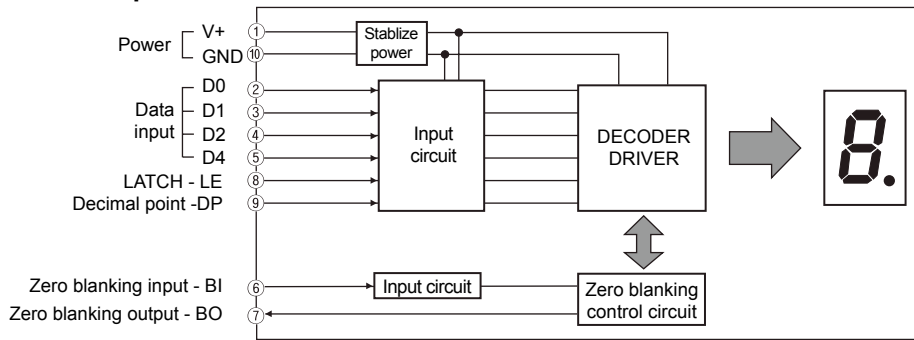 Power
V+ ①
GND ⑩
Stablize
power
Data
input
D0 ②
D1 ③
D2 ④
D4 ⑤
LATCH - LE ⑧
Decimal point -DP ⑨
Input
circuit
DECODER
DRIVER
8.
Zero blanking input - BI ⑥
Input circuit
Zero blanking output - BO ⑦
Zero blanking
control circuit